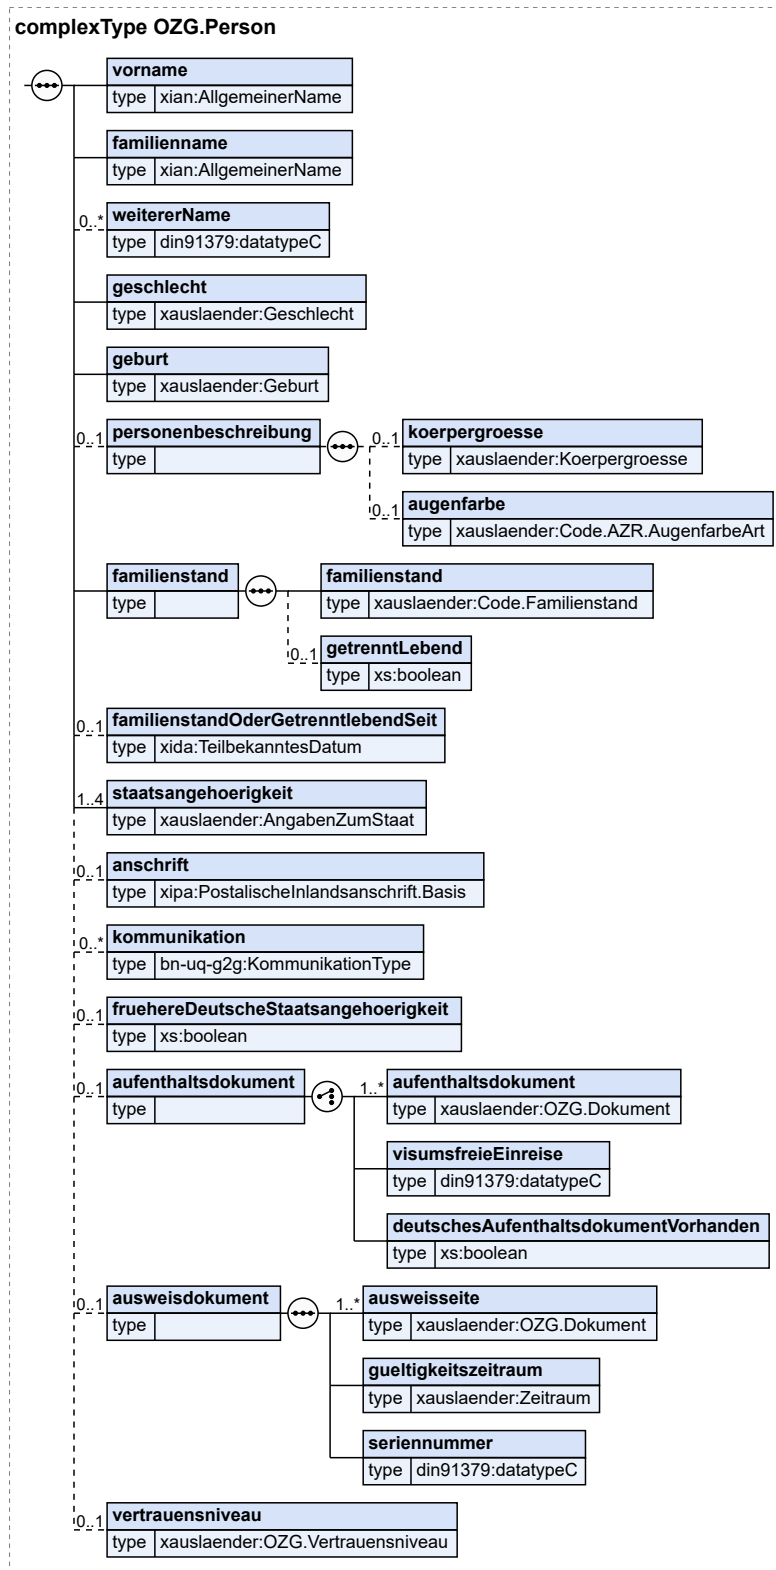 complexType OZG.Person
vorname
type xian:AllgemeinerName
familienname
type xian:AllgemeinerName
0..* weitererName
type din91379:datatypeC
geschlecht
type xauslaender:Geschlecht
geburt
type xauslaender:Geburt
0..1 personenbeschreibung
type
0..1 koerpergroesse
type xauslaender:Koerpergroesse
0..1 augenfarbe
type xauslaender:Code.AZR.AugenfarbeArt
familienstand
type
familienstand
type xauslaender:Code.Familienstand
0..1 getrenntLebend
type xs:boolean
0..1 familienstandOderGetrenntlebendSeit
type xida:TeilbekanntesDatum
1..4 staatsangehoerigkeit
type xauslaender:AngabenZumStaat
0..1 anschrift
type xipa:PostalischeInlandsanschrift.Basis
0..* kommunikation
type bn-uq-g2g:KommunikationType
0..1 fruehereDeutscheStaatsangehoerigkeit
type xs:boolean
0..1 aufenthaltsdokument
type
1..* aufenthaltsdokument
type xauslaender:OZG.Dokument
visumsfreieEinreise
type din91379:datatypeC
deutschesAufenthaltsdokumentVorhanden
type xs:boolean
0..1 ausweisdokument
type
1..* ausweisseite
type xauslaender:OZG.Dokument
gueltigkeitszeitraum
type xauslaender:Zeitraum
seriennummer
type din91379:datatypeC
0..1 vertrauensniveau
type xauslaender:OZG.Vertrauensniveau